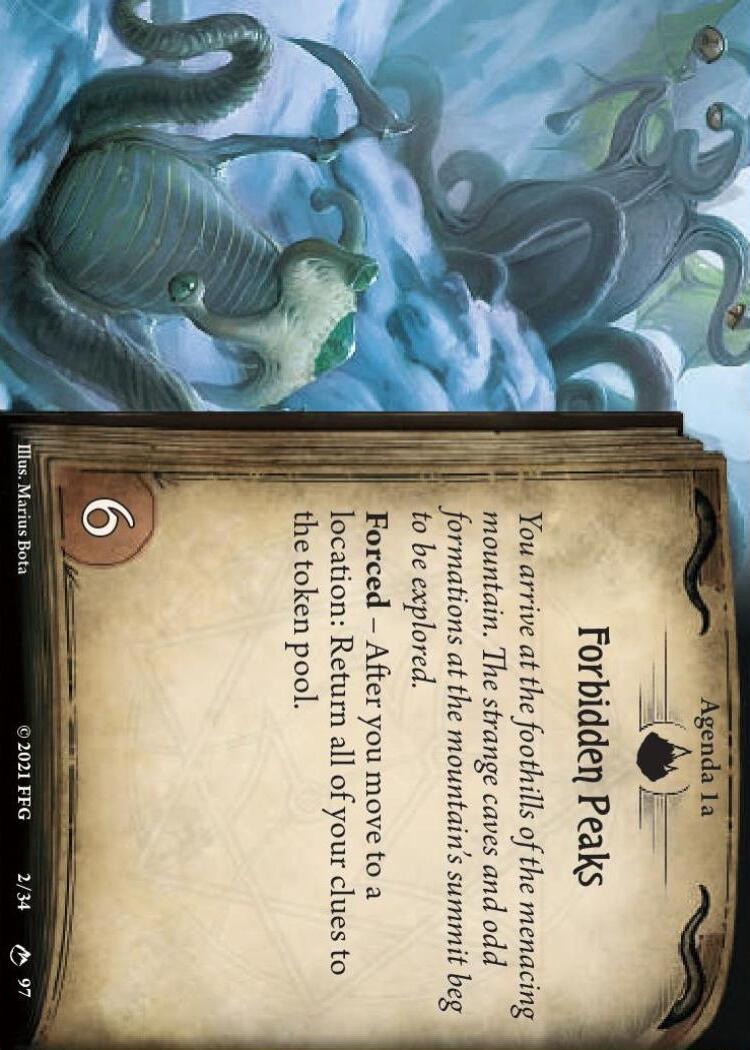 Agenda 1a
Forbidden Peaks
You arrive at the foothills of the menacing
mountain. The strange caves and odd
formations at the mountain's summit beg
to be explored.
Forced – After you move to a
location: Return all of your clues to
the token pool.
6
Illus. Marius Bota
© 2021 FFG
2/34
97